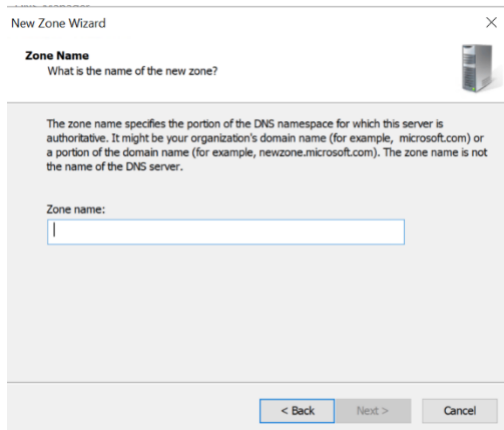 New Zone Wizard
Zone Name
What is the name of the new zone?
The zone name specifies the portion of the DNS namespace for which this server is
authoritative. It might be your organization's domain name (for example, microsoft.com) or
a portion of the domain name (for example, newzone.microsoft.com). The zone name is not
the name of the DNS server.
Zone name:
< Back Next > Cancel